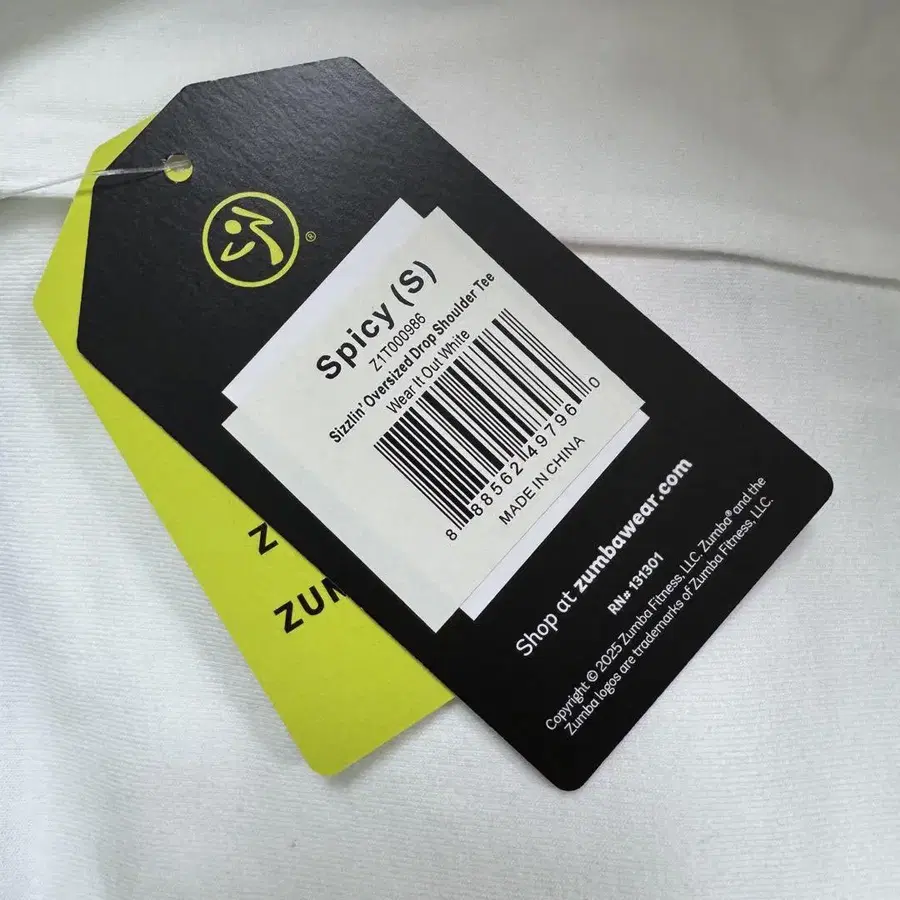 ®
Spicy (S)
Z1T000986
Sizzlin' Oversized Drop Shoulder Tee
Wear It Out White
8 88562 49796 0
MADE IN CHINA
Shop at zumbawear.com
RN# 131301
Copyright © 2025 Zumba Fitness, LLC. Zumba® and the
Zumba logos are trademarks of Zumba Fitness, LLC.
Z
ZUM